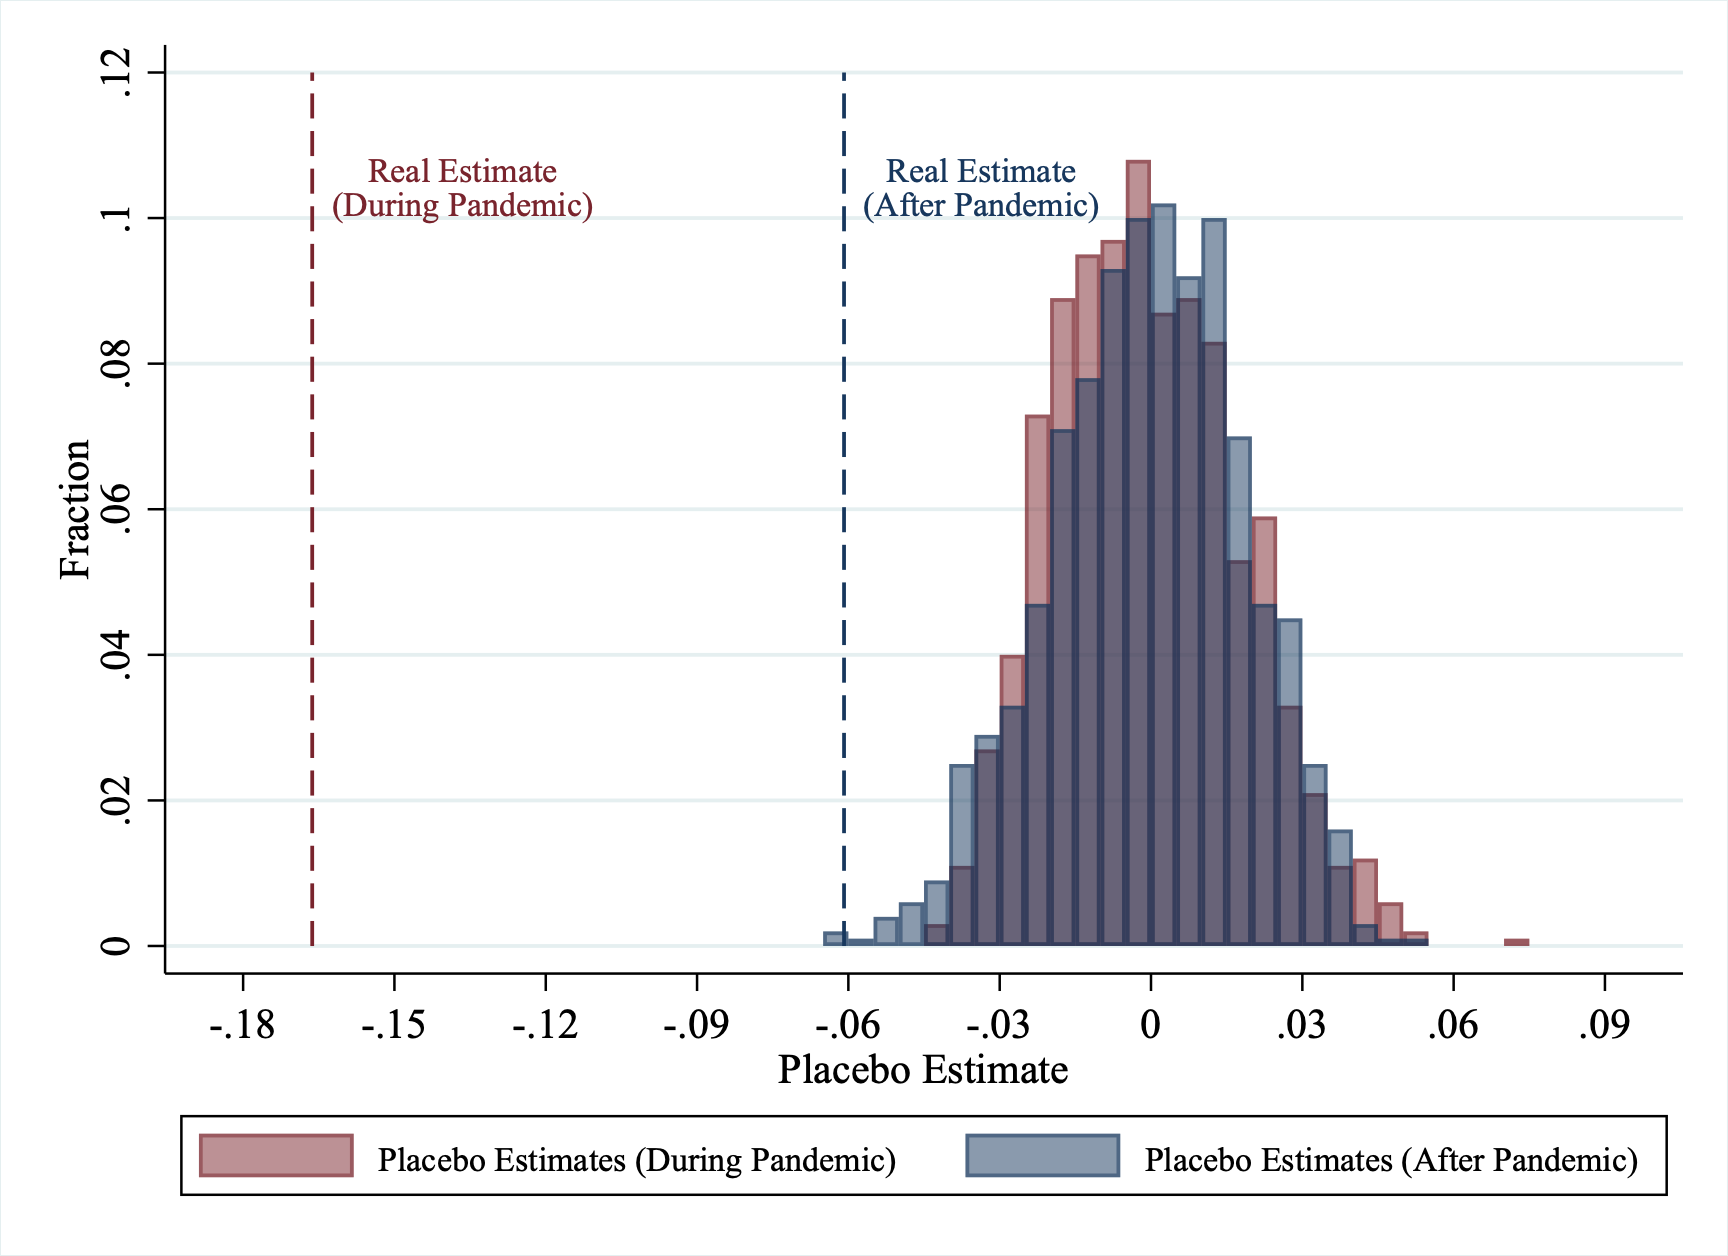 .12
.1
.08
.06
.04
.02
0
Fraction
Real Estimate
(During Pandemic)
Real Estimate
(After Pandemic)
-.18
-.15
-.12
-.09
-.06
-.03
0
.03
.06
.09
Placebo Estimate
Placebo Estimates (During Pandemic)
Placebo Estimates (After Pandemic)